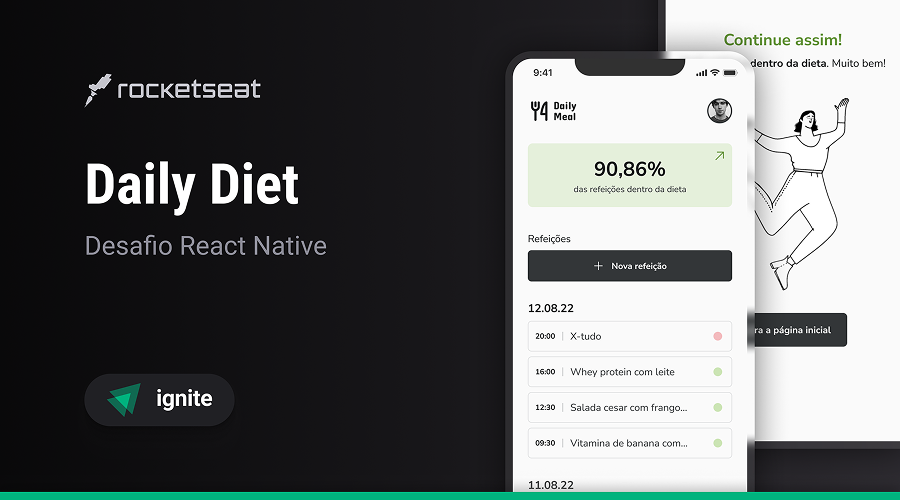 rocketseat
Daily Diet
Desafio React Native
ignite
9:41
Daily
Meal
90,86%
das refeições dentro da dieta
Refeições
+ Nova refeição
12.08.22
20:00 | X-tudo
16:00 | Whey protein com leite
12:30 | Salada cesar com frango...
09:30 | Vitamina de banana com...
11.08.22
Continue assim!
dentro da dieta. Muito bem!
a página inicial